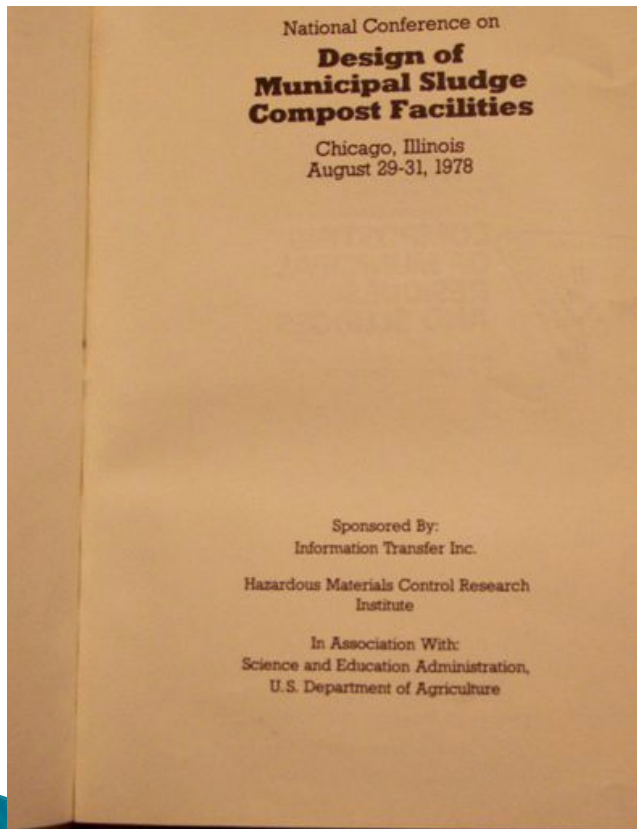 National Conference on
Design of
Municipal Sludge
Compost Facilities
Chicago, Illinois
August 29-31, 1978
Sponsored By:
Information Transfer Inc.
Hazardous Materials Control Research
Institute
In Association With:
Science and Education Administration,
U.S. Department of Agriculture